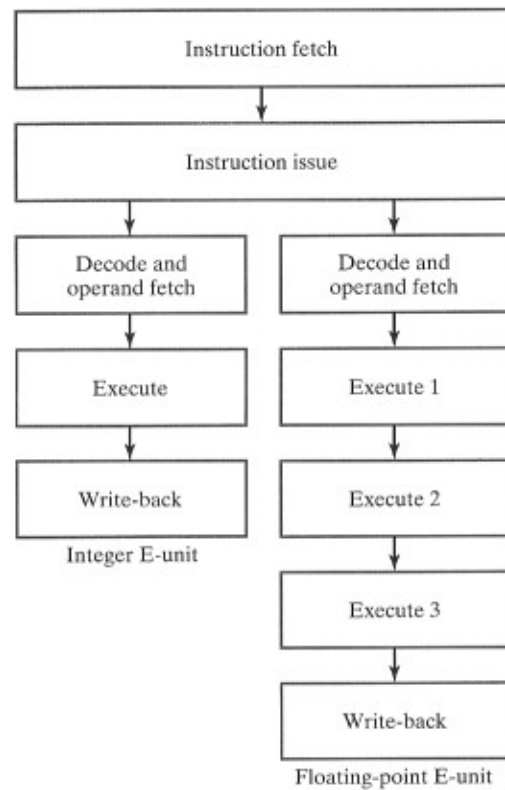 Instruction fetch
Instruction issue
Decode and
operand fetch
Execute
Write-back
Integer E-unit
Decode and
operand fetch
Execute 1
Execute 2
Execute 3
Write-back
Floating-point E-unit